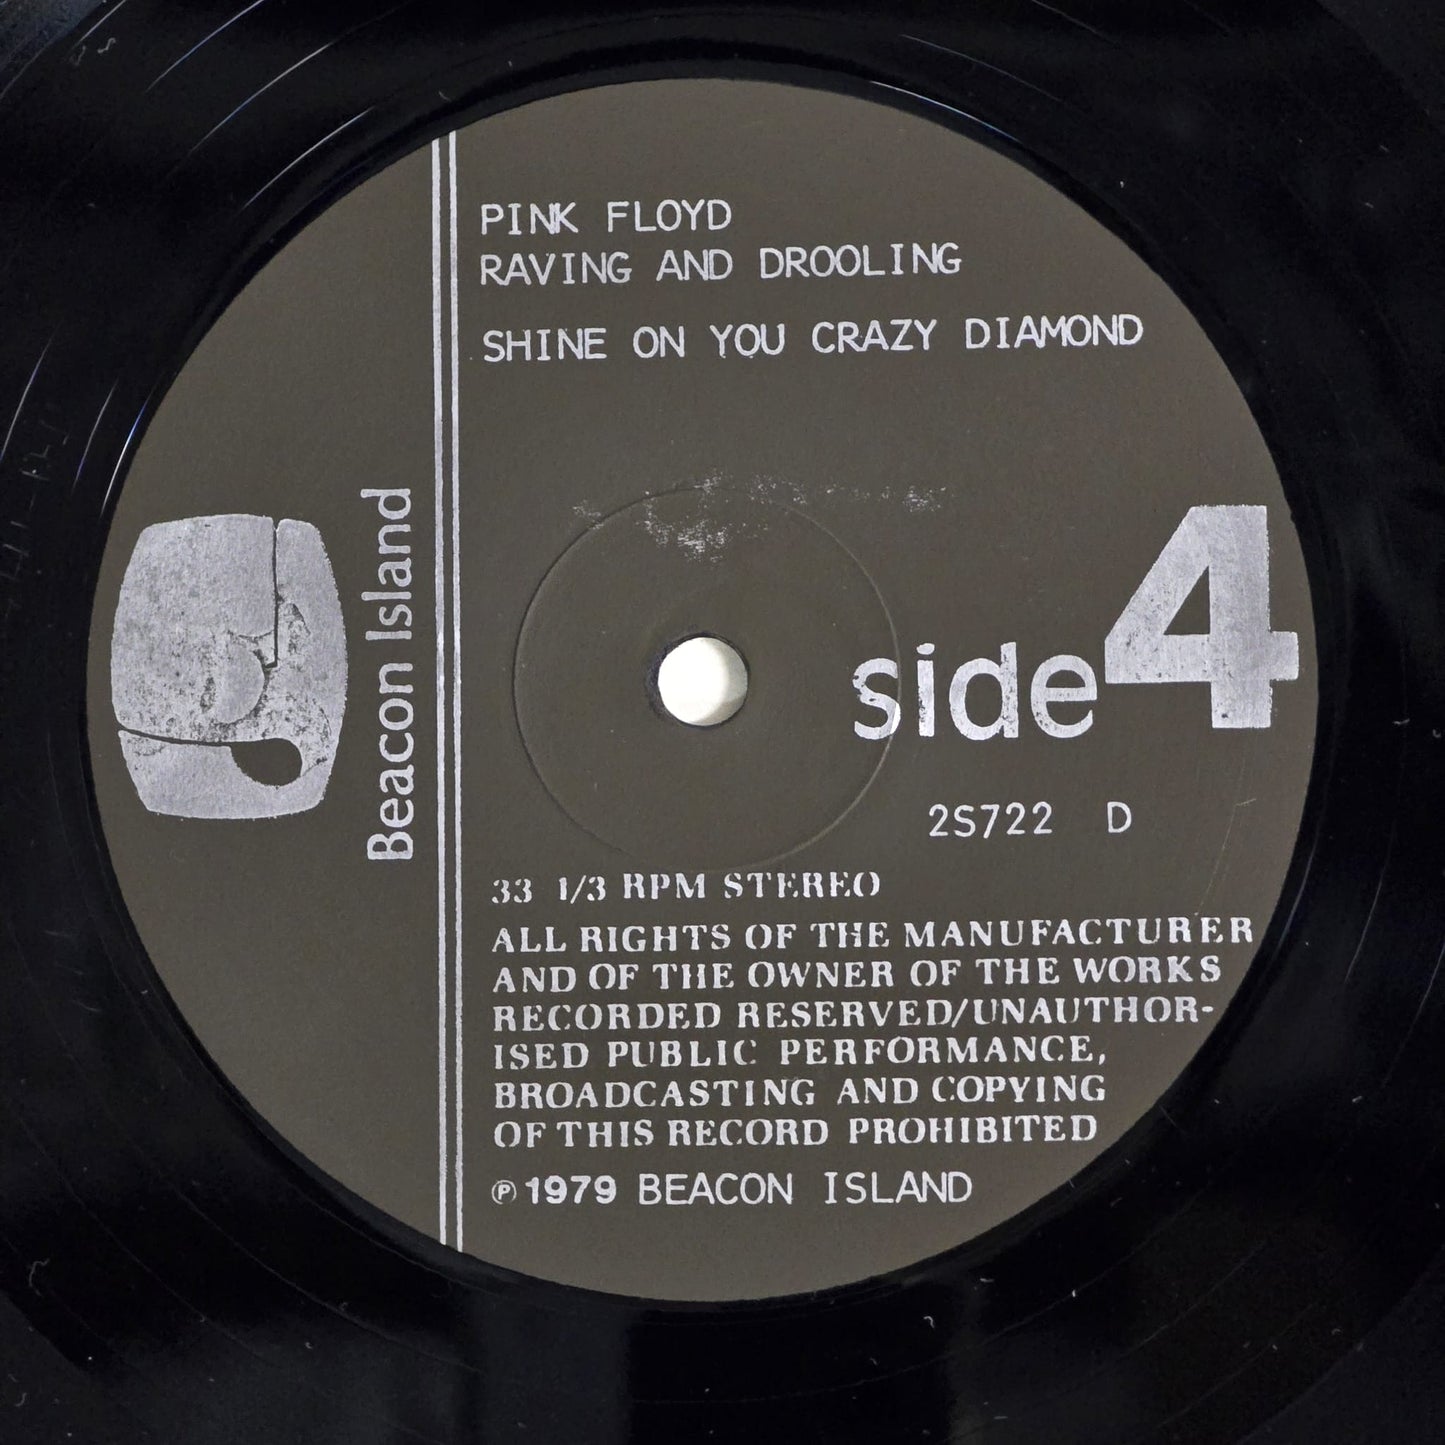 PINK FLOYD
RAVING AND DROOLING
SHINE ON YOU CRAZY DIAMOND
Beacon Island
side 4
2S722 D
33 1/3 RPM STEREO
ALL RIGHTS OF THE MANUFACTURER
AND OF THE OWNER OF THE WORKS
RECORDED RESERVED/UNAUTHOR-
ISED PUBLIC PERFORMANCE,
BROADCASTING AND COPYING
OF THIS RECORD PROHIBITED
℗ 1979 BEACON ISLAND